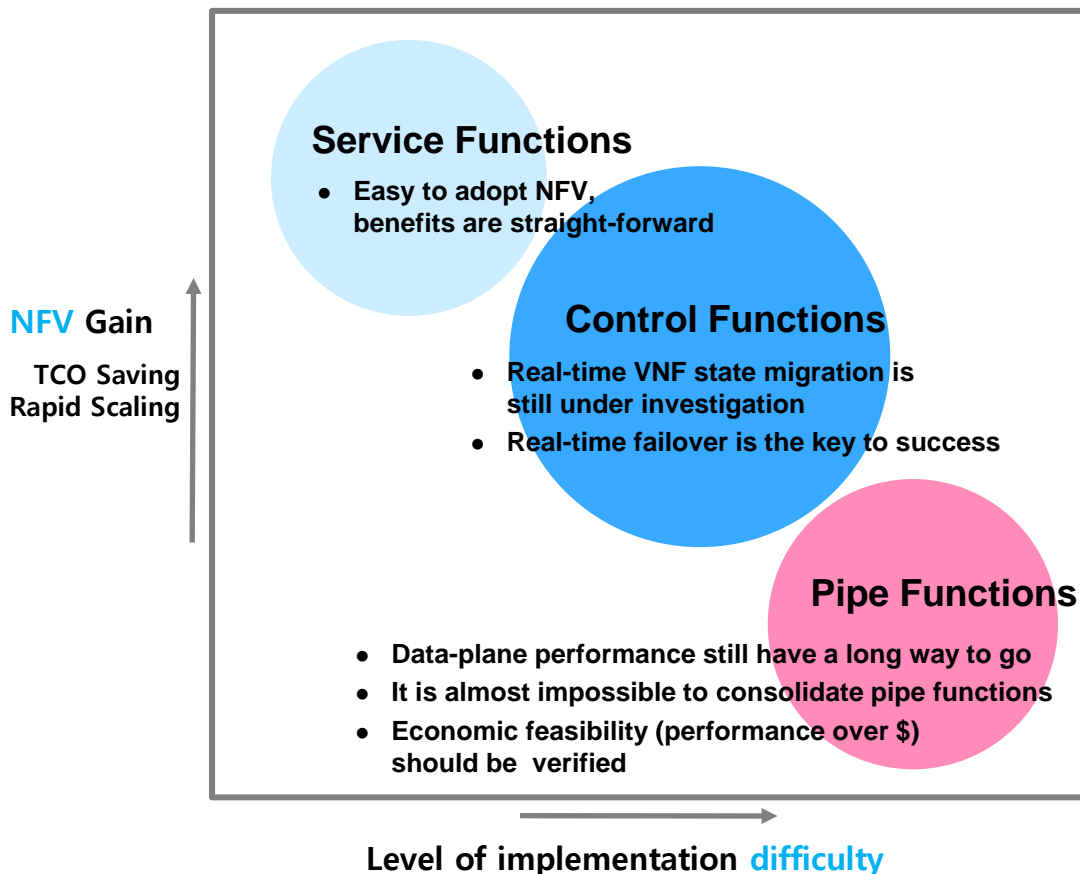 Service Functions
● Easy to adopt NFV,
benefits are straight-forward
Control Functions
● Real-time VNF state migration is
still under investigation
● Real-time failover is the key to success
Pipe Functions
● Data-plane performance still have a long way to go
● It is almost impossible to consolidate pipe functions
● Economic feasibility (performance over $)
should be verified
NFV Gain
TCO Saving
Rapid Scaling
Level of implementation difficulty